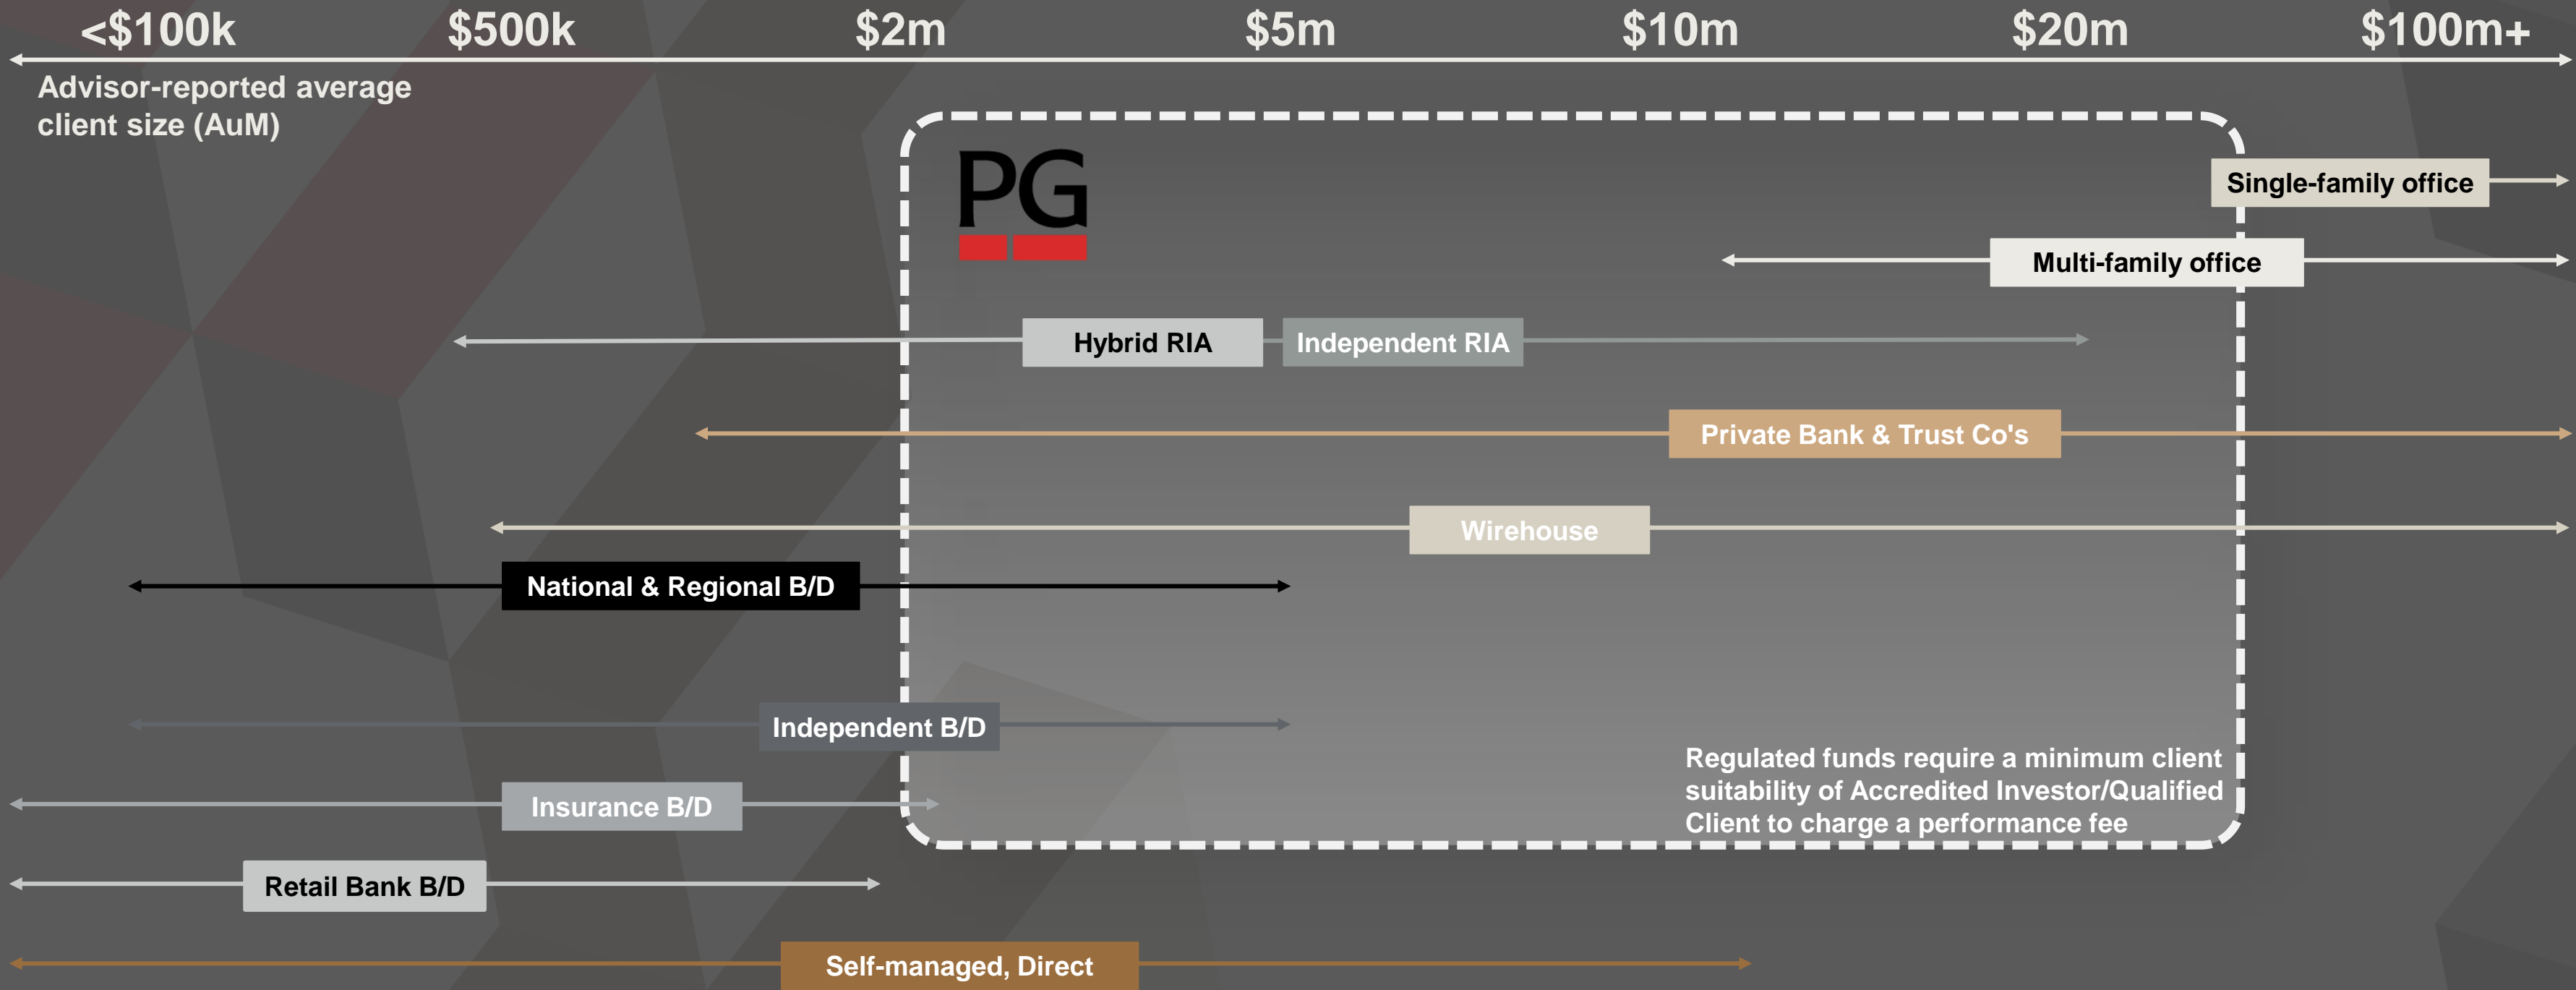 <$100k $500k $2m $5m $10m $20m $100m+
Advisor-reported average
client size (AuM)
PG
Single-family office
Multi-family office
Hybrid RIA Independent RIA
Private Bank & Trust Co's
Wirehouse
National & Regional B/D
Independent B/D
Regulated funds require a minimum client
suitability of Accredited Investor/Qualified
Client to charge a performance fee
Insurance B/D
Retail Bank B/D
Self-managed, Direct